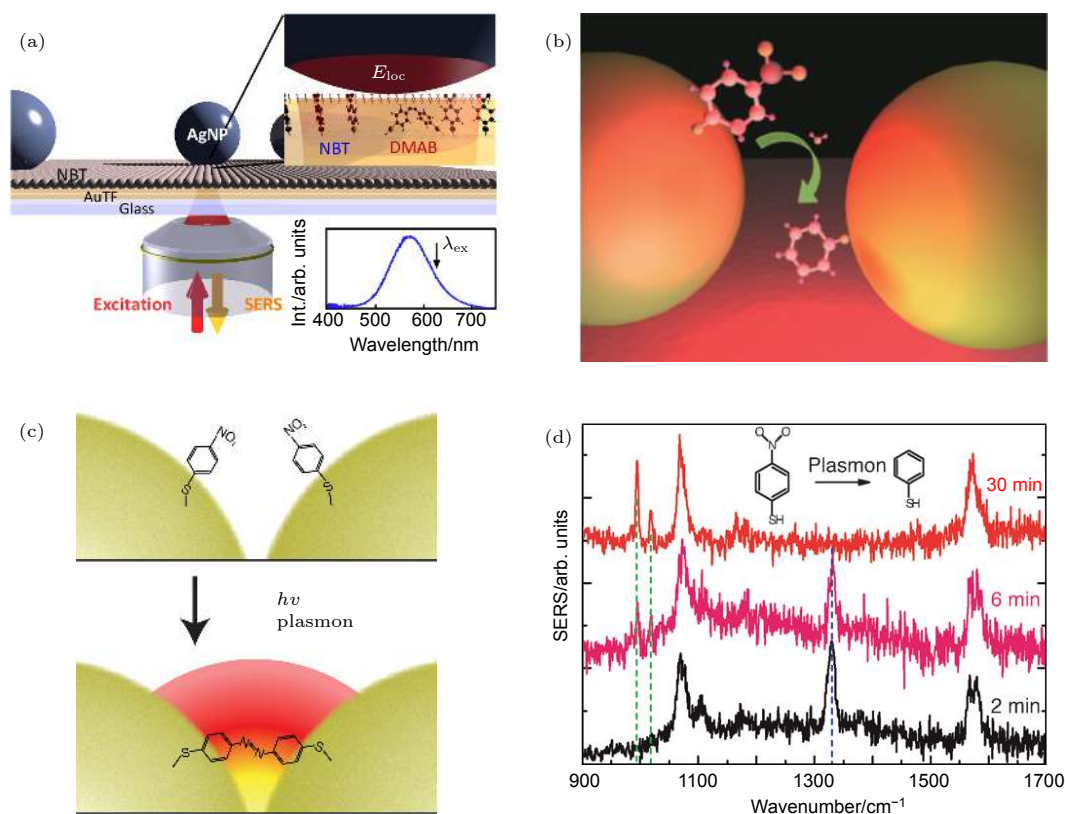 (a)
E_loc
AgNP
NBT
DMAB
NBT
AuTF
Glass
Excitation
SERS
Int./arb. units
λ_ex
400 500 600 700
Wavelength/nm
(b)
(c)
NO₂
NO₂
S
S
hν
plasmon
S
N
N
S
(d)
SERS/arb. units
O
O
N
Plasmon
SH
SH
30 min
6 min
2 min
900 1100 1300 1500 1700
Wavenumber/cm⁻¹